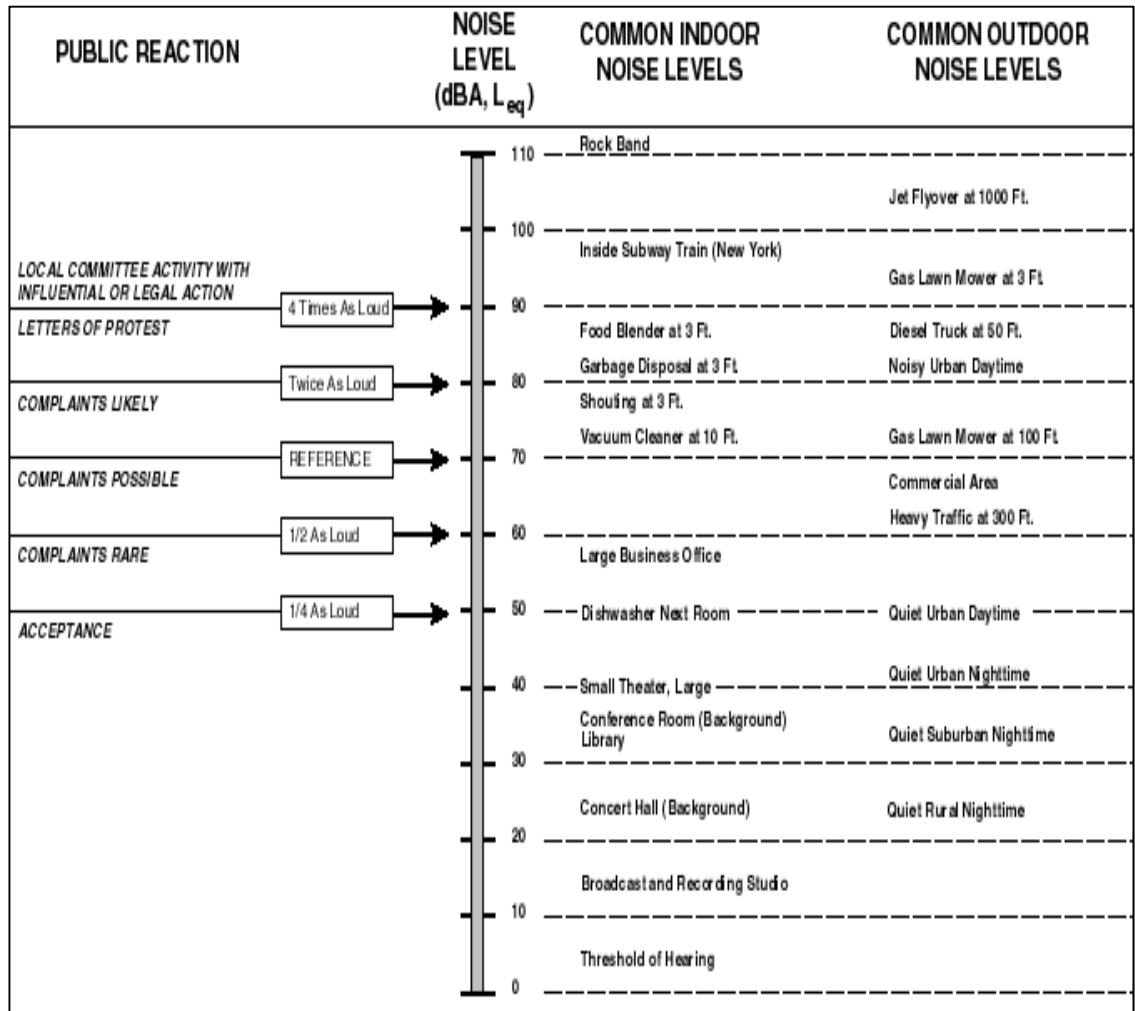 PUBLIC REACTION
NOISE
LEVEL
(dBA, Leq)
COMMON INDOOR
NOISE LEVELS
COMMON OUTDOOR
NOISE LEVELS
110
Rock Band
Jet Flyover at 1000 Ft.
100
Inside Subway Train (New York)
LOCAL COMMITTEE ACTIVITY WITH
INFLUENTIAL OR LEGAL ACTION
Gas Lawn Mower at 3 Ft.
4 Times As Loud
90
LETTERS OF PROTEST
Food Blender at 3 Ft.
Diesel Truck at 50 Ft.
Garbage Disposal at 3 Ft.
Noisy Urban Daytime
Twice As Loud
80
COMPLAINTS LIKELY
Shouting at 3 Ft.
Vacuum Cleaner at 10 Ft.
Gas Lawn Mower at 100 Ft.
REFERENCE
70
COMPLAINTS POSSIBLE
Commercial Area
Heavy Traffic at 300 Ft.
1/2 As Loud
60
COMPLAINTS RARE
Large Business Office
1/4 As Loud
50
Dishwasher Next Room
Quiet Urban Daytime
ACCEPTANCE
Quiet Urban Nighttime
40
Small Theater, Large
Conference Room (Background)
Library
Quiet Suburban Nighttime
30
Concert Hall (Background)
Quiet Rural Nighttime
20
Broadcast and Recording Studio
10
Threshold of Hearing
0